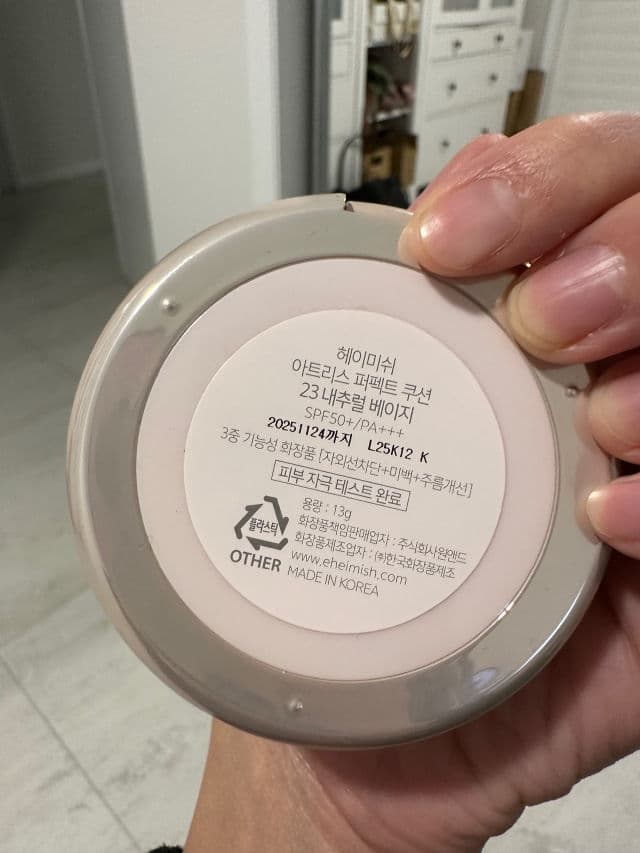 헤이미쉬
아트리스 퍼펙트 쿠션
23 내추럴 베이지
SPF50+/PA+++
20251124까지 L25K12 K
3중 기능성 화장품 [자외선차단+미백+주름개선]
피부 자극 테스트 완료
용량 : 13g
화장품책임판매업자 : 주식회사원앤드
화장품제조업자 : ㈜한국화장품제조
www.eheimish.com
MADE IN KOREA
플라스틱
OTHER